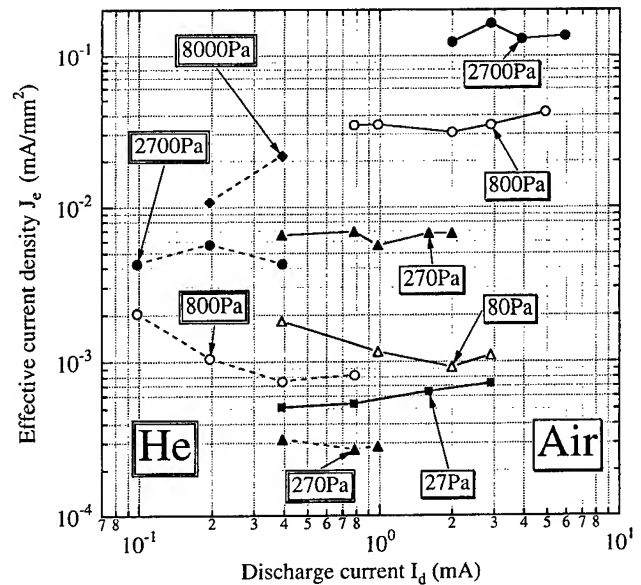 10^-1
8000Pa
2700Pa
2700Pa
800Pa
10^-2
270Pa
800Pa
80Pa
10^-3
He
Air
270Pa
27Pa
10^-4
7 8 2 3 4 5 6 7 8 2 3 4 5 6 7 8
10^-1 10^0 10^1
Discharge current I_d (mA)
Effective current density J_e (mA/mm^2)